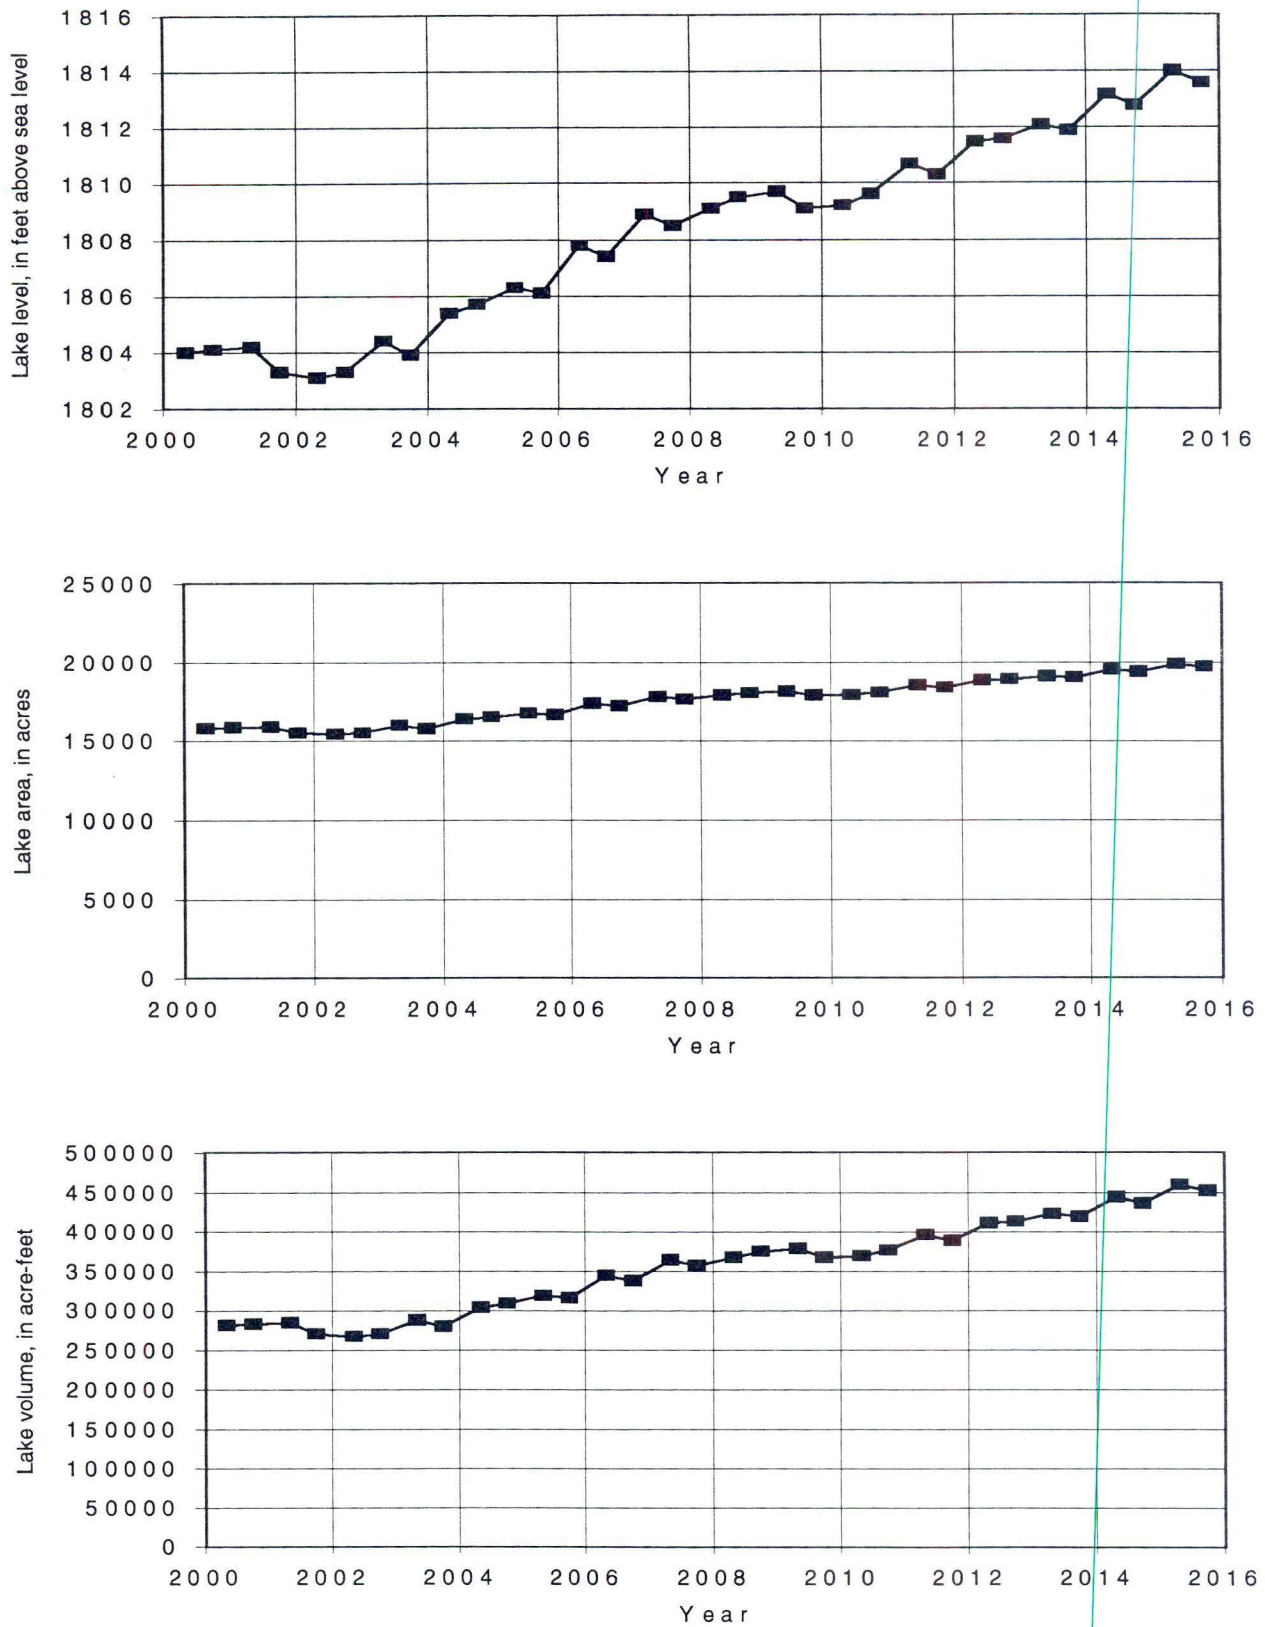 1816
1814
1812
1810
1808
1806
1804
1802
Lake level, in feet above sea level
2000 2002 2004 2006 2008 2010 2012 2014 2016
Year
25000
20000
15000
10000
5000
0
Lake area, in acres
2000 2002 2004 2006 2008 2010 2012 2014 2016
Year
500000
450000
400000
350000
300000
250000
200000
150000
100000
50000
0
Lake volume, in acre-feet
2000 2002 2004 2006 2008 2010 2012 2014 2016
Year